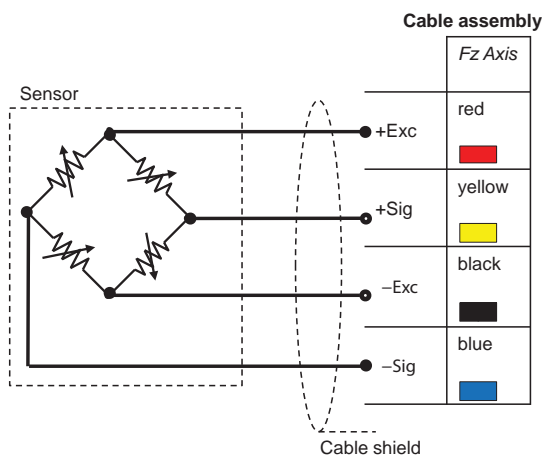 Cable assembly
Fz Axis
Sensor
red
+Exc
yellow
+Sig
black
−Exc
blue
−Sig
Cable shield